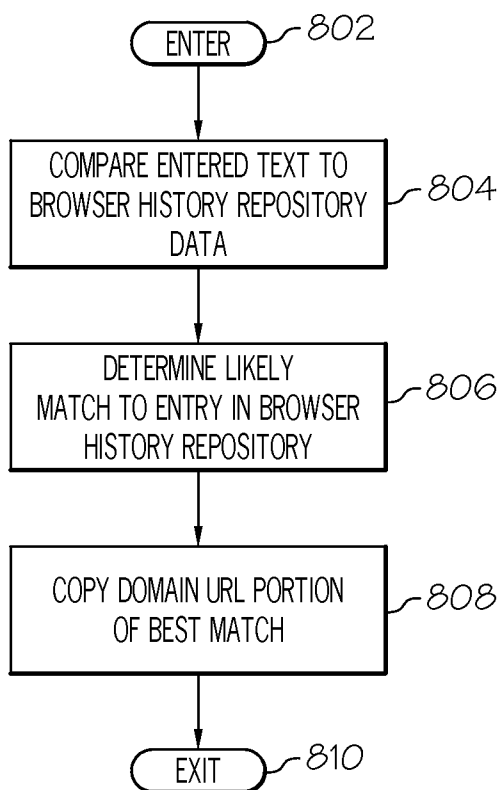 ENTER
802
COMPARE ENTERED TEXT TO
BROWSER HISTORY REPOSITORY
DATA
804
DETERMINE LIKELY
MATCH TO ENTRY IN BROWSER
HISTORY REPOSITORY
806
COPY DOMAIN URL PORTION
OF BEST MATCH
808
EXIT
810